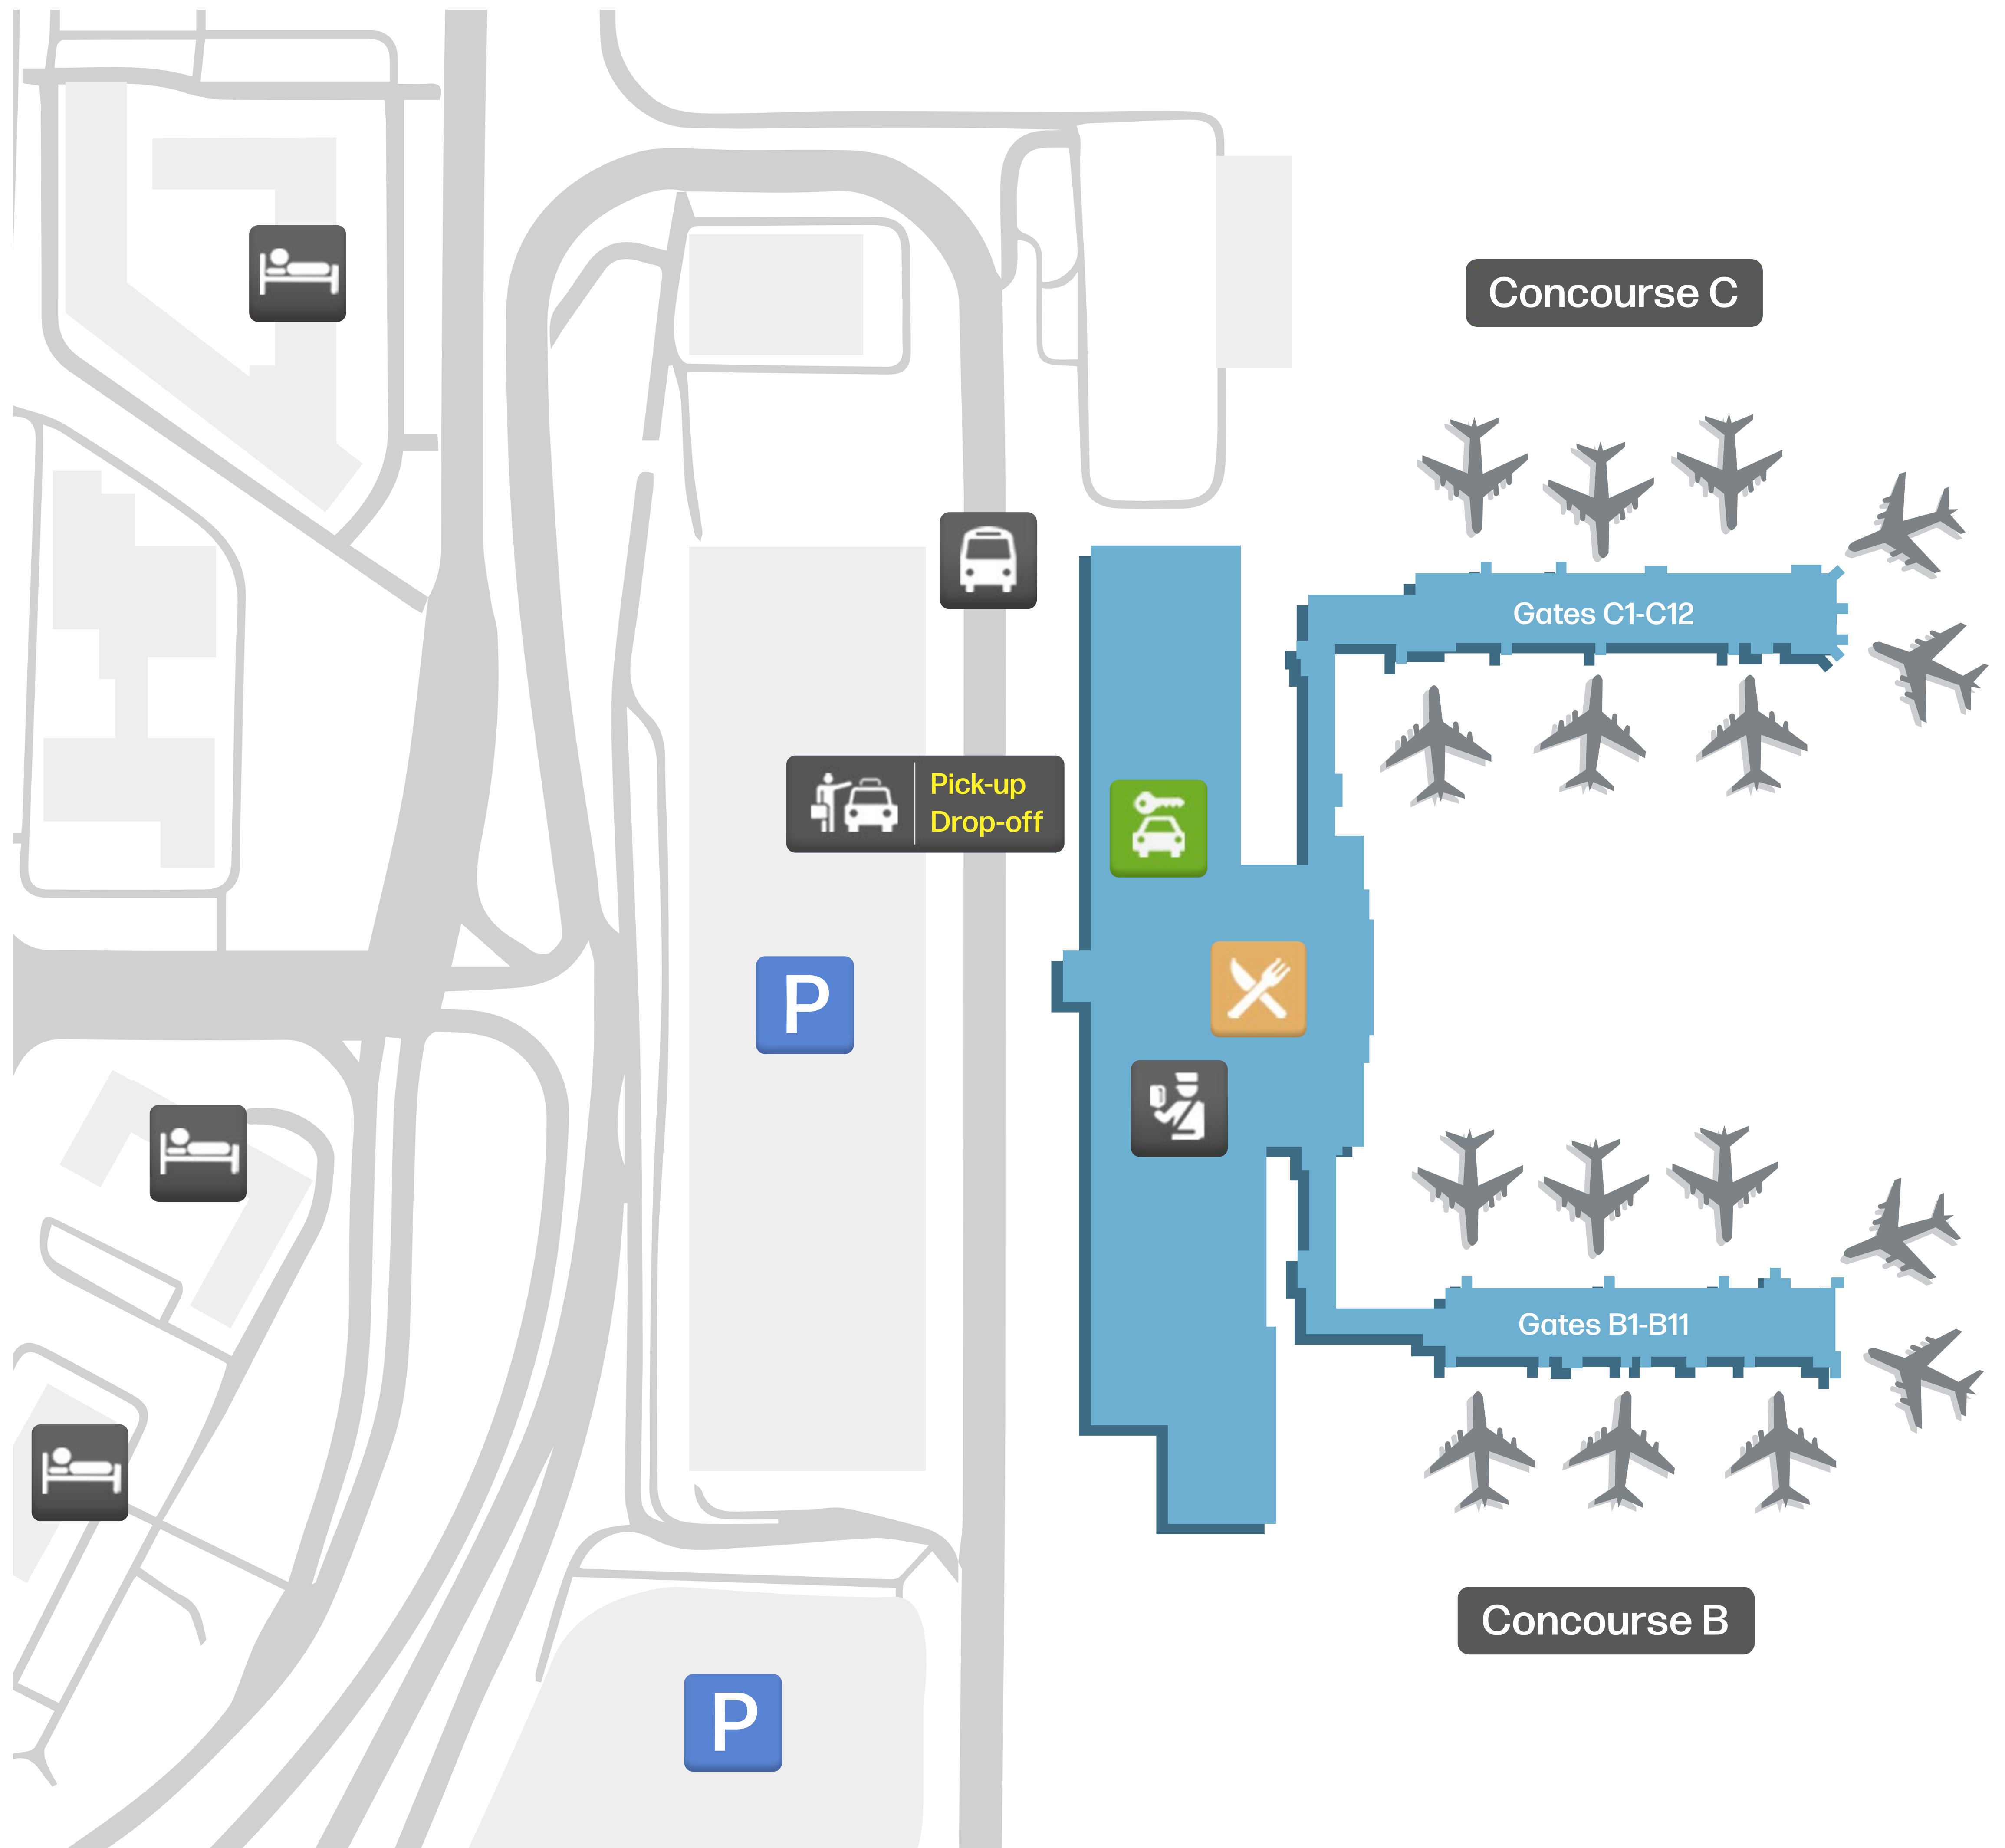 Concourse C
Gates C1-C12
Pick-up
Drop-off
P
Gates B1-B11
Concourse B
P